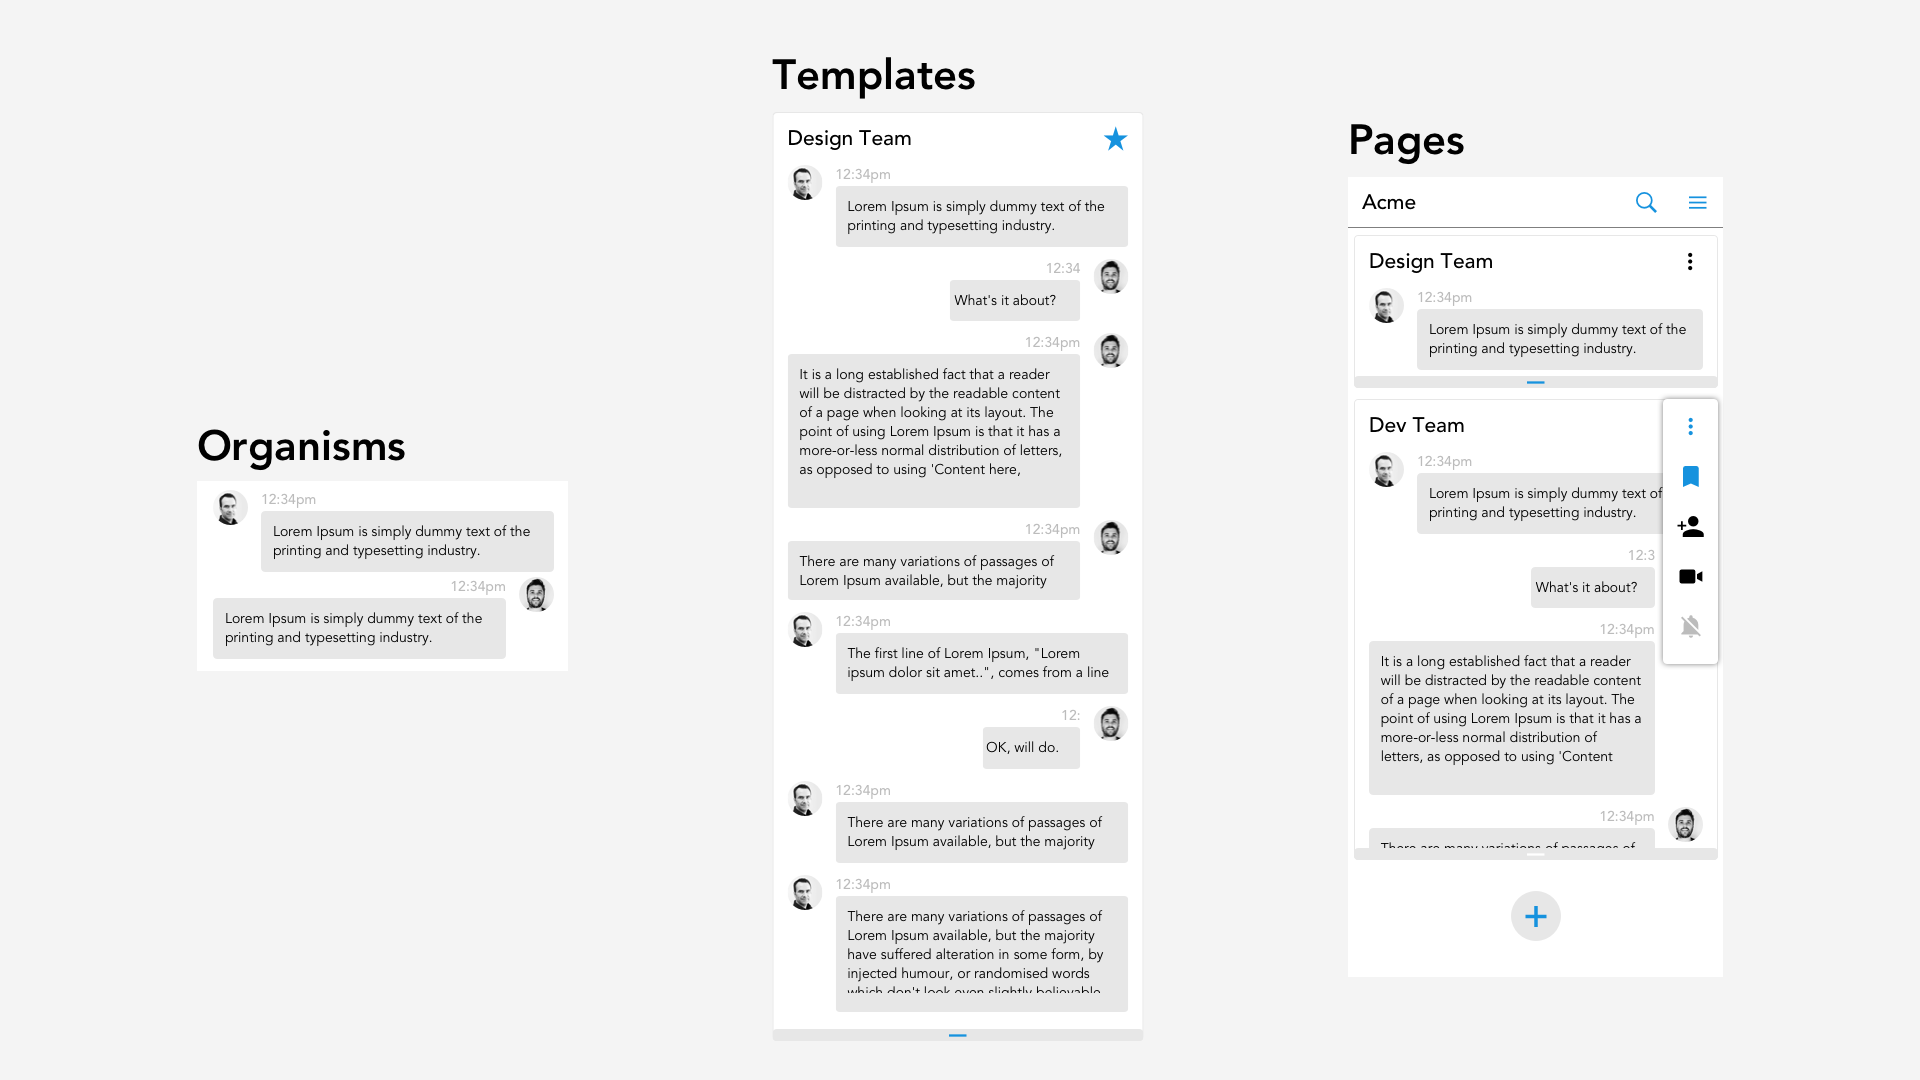 Organisms
12:34pm
Lorem Ipsum is simply dummy text of the
printing and typesetting industry.
12:34pm
Lorem Ipsum is simply dummy text of the
printing and typesetting industry.
Templates
Design Team
12:34pm
Lorem Ipsum is simply dummy text of the
printing and typesetting industry.
12:34
What's it about?
12:34pm
It is a long established fact that a reader
will be distracted by the readable content
of a page when looking at its layout. The
point of using Lorem Ipsum is that it has a
more-or-less normal distribution of letters,
as opposed to using 'Content here,
12:34pm
There are many variations of passages of
Lorem Ipsum available, but the majority
12:34pm
The first line of Lorem Ipsum, "Lorem
ipsum dolor sit amet..", comes from a line
12:
OK, will do.
12:34pm
There are many variations of passages of
Lorem Ipsum available, but the majority
12:34pm
There are many variations of passages of
Lorem Ipsum available, but the majority
have suffered alteration in some form, by
injected humour, or randomised words
which don't look even slightly believable
Pages
Acme
Design Team
12:34pm
Lorem Ipsum is simply dummy text of the
printing and typesetting industry.
Dev Team
12:34pm
Lorem Ipsum is simply dummy text of
printing and typesetting industry.
12:3
What's it about?
12:34pm
It is a long established fact that a reader
will be distracted by the readable content
of a page when looking at its layout. The
point of using Lorem Ipsum is that it has a
more-or-less normal distribution of
letters, as opposed to using 'Content
12:34pm
There are many variations of passages of